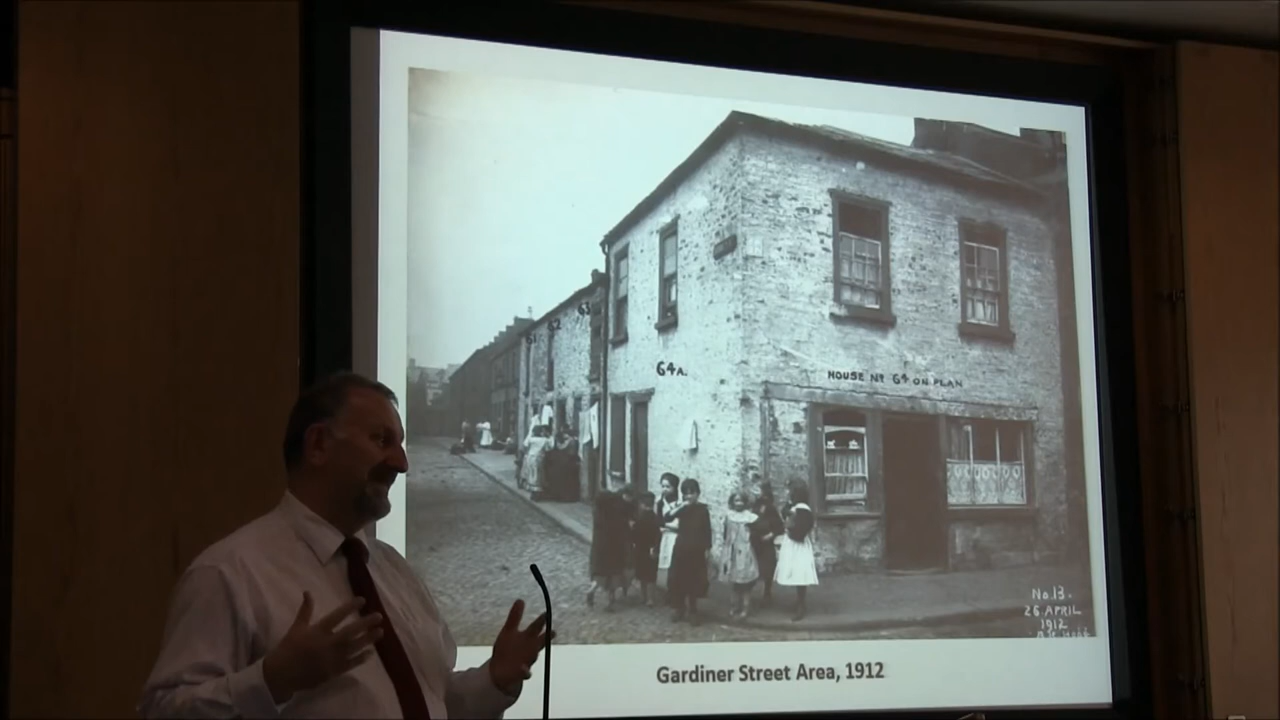 61
62
63
64A.
HOUSE Nº 64 ON PLAN
No.13.
26 APRIL
1912
Gardiner Street Area, 1912